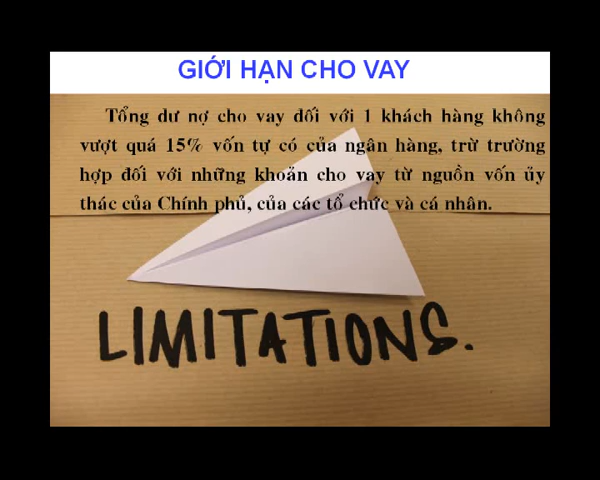 GIỚI HẠN CHO VAY
Tổng dư nợ cho vay đối với 1 khách hàng không
vượt quá 15% vốn tự có của ngân hàng, trừ trường
hợp đối với những khoản cho vay từ nguồn vốn ủy
thác của Chính phủ, của các tổ chức và cá nhân.
LIMITATIONS.